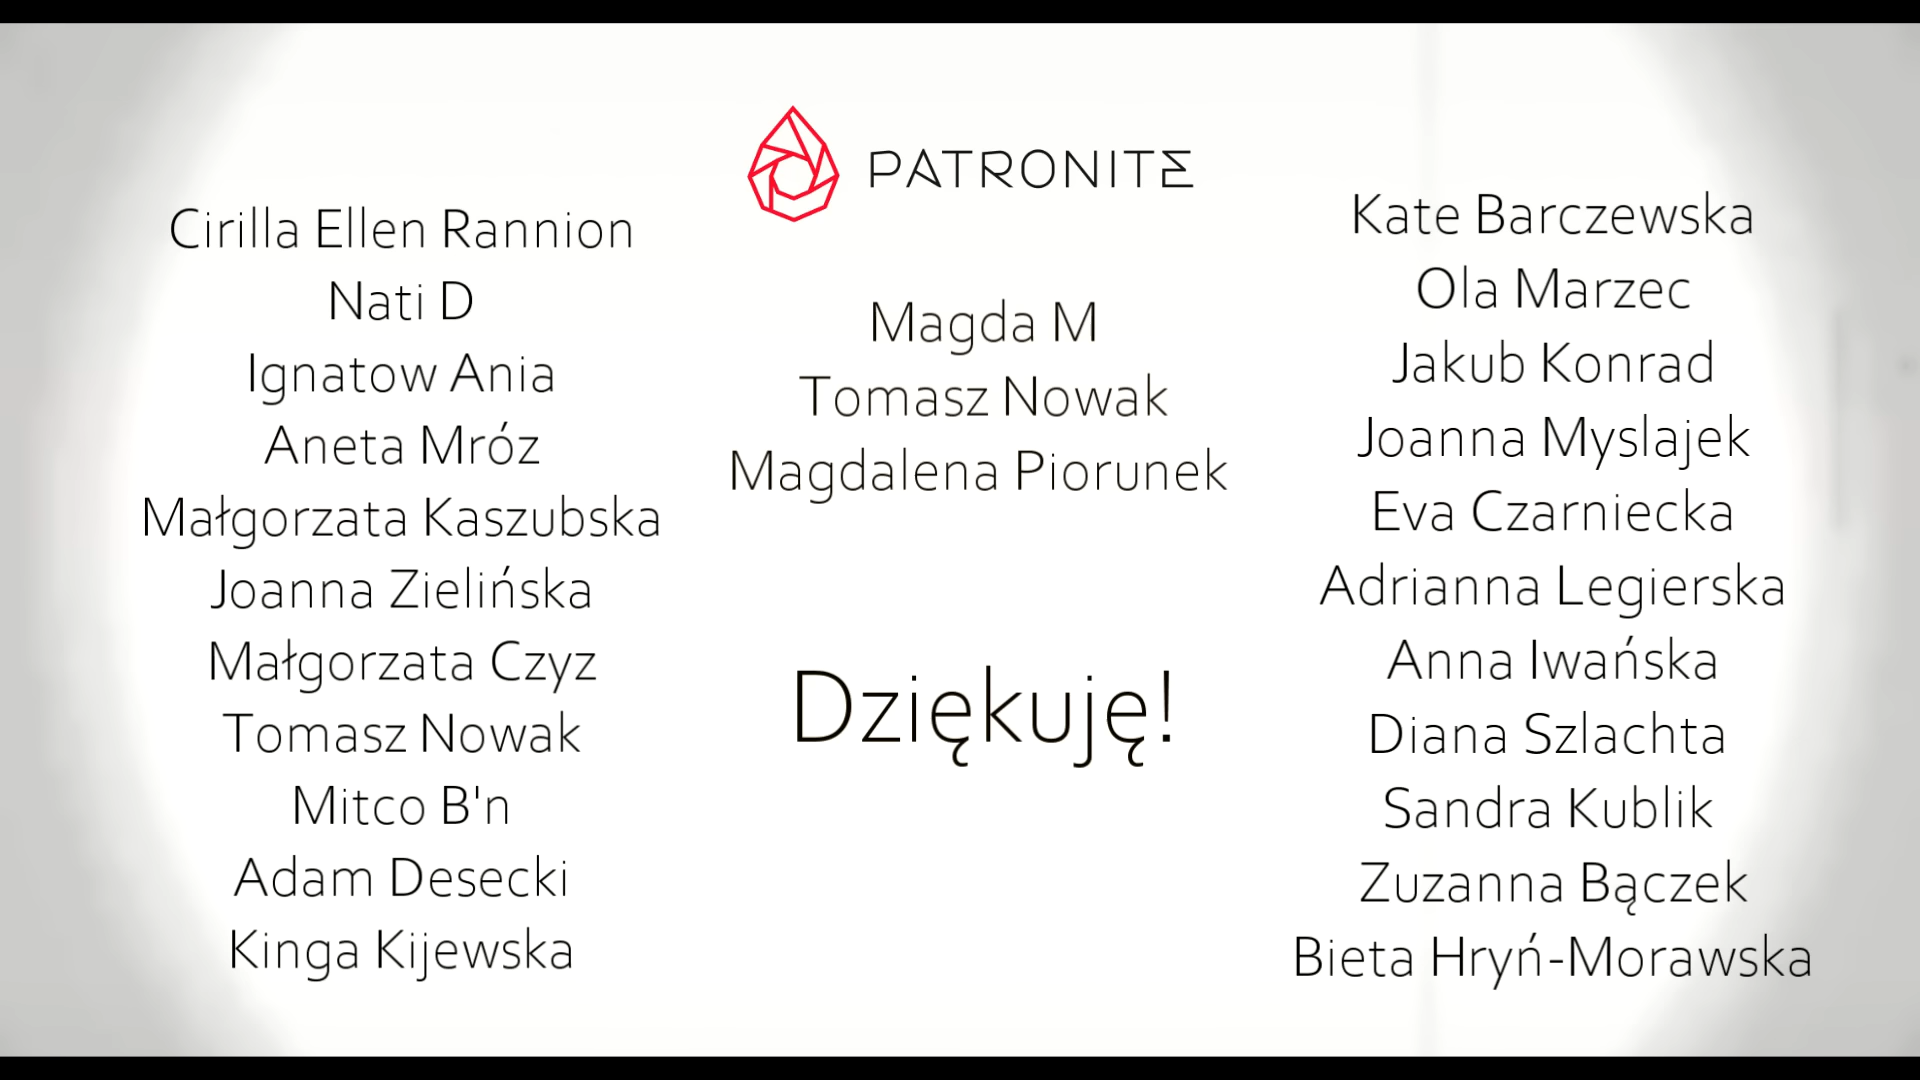 PATRONITE
Cirilla Ellen Rannion
Nati D
Ignatow Ania
Aneta Mróz
Małgorzata Kaszubska
Joanna Zielińska
Małgorzata Czyz
Tomasz Nowak
Mitco B'n
Adam Desecki
Kinga Kijewska
Magda M
Tomasz Nowak
Magdalena Piorunek
Dziękuję!
Kate Barczewska
Ola Marzec
Jakub Konrad
Joanna Myslajek
Eva Czarniecka
Adrianna Legierska
Anna Iwańska
Diana Szlachta
Sandra Kublik
Zuzanna Bączek
Bieta Hryń-Morawska